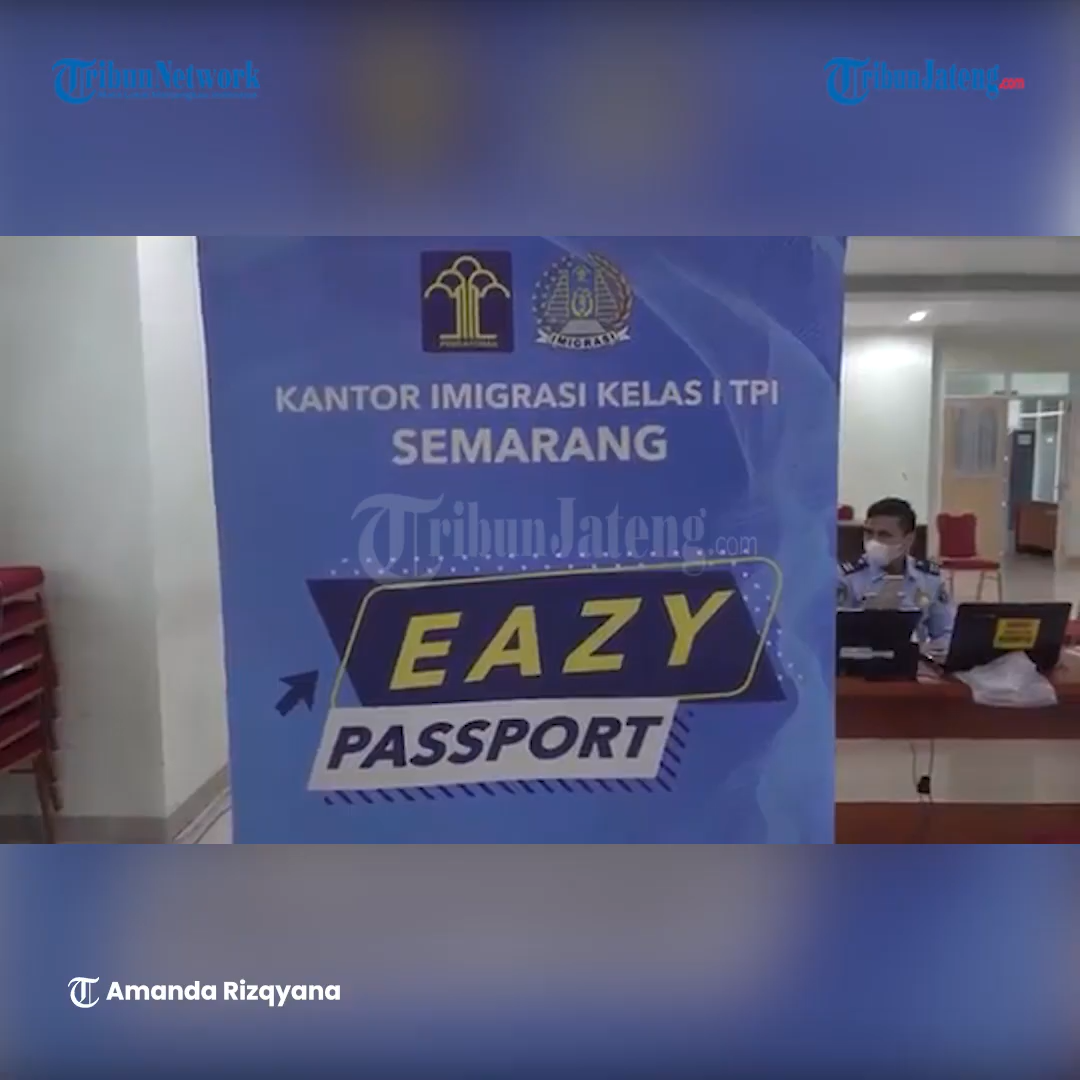 TribunNetwork
TribunJateng.com
IMIGRASI
KANTOR IMIGRASI KELAS I TPI
SEMARANG
TribunJateng.com
EAZY
PASSPORT
Amanda Rizqyana